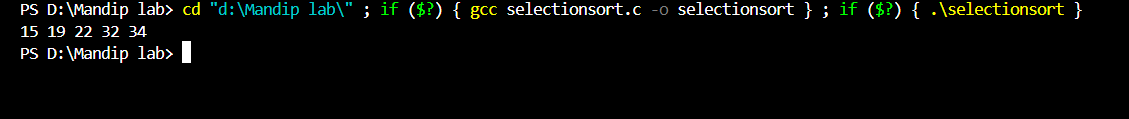 PS D:\Mandip lab> cd "d:\Mandip lab\" ; if ($?) { gcc selectionsort.c -o selectionsort } ; if ($?) { .\selectionsort }
15 19 22 32 34
PS D:\Mandip lab>